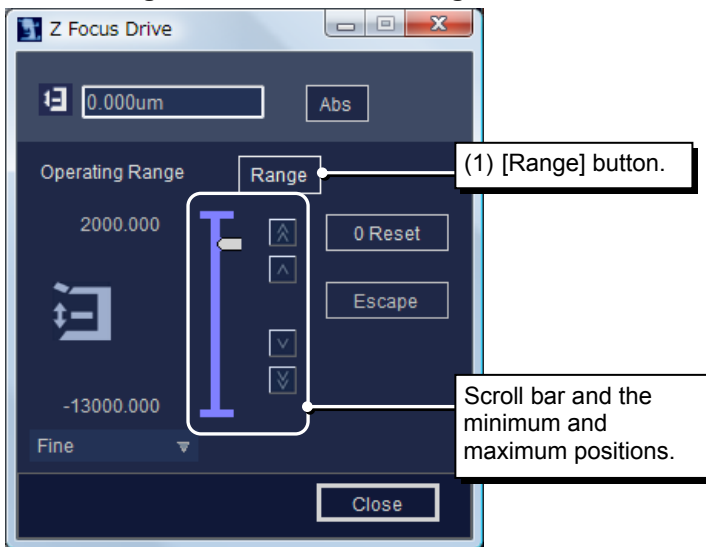 Z Focus Drive
0.000um
Abs
Operating Range
Range
(1) [Range] button.
2000.000
0 Reset
Escape
-13000.000
Scroll bar and the
minimum and
maximum positions.
Fine
Close